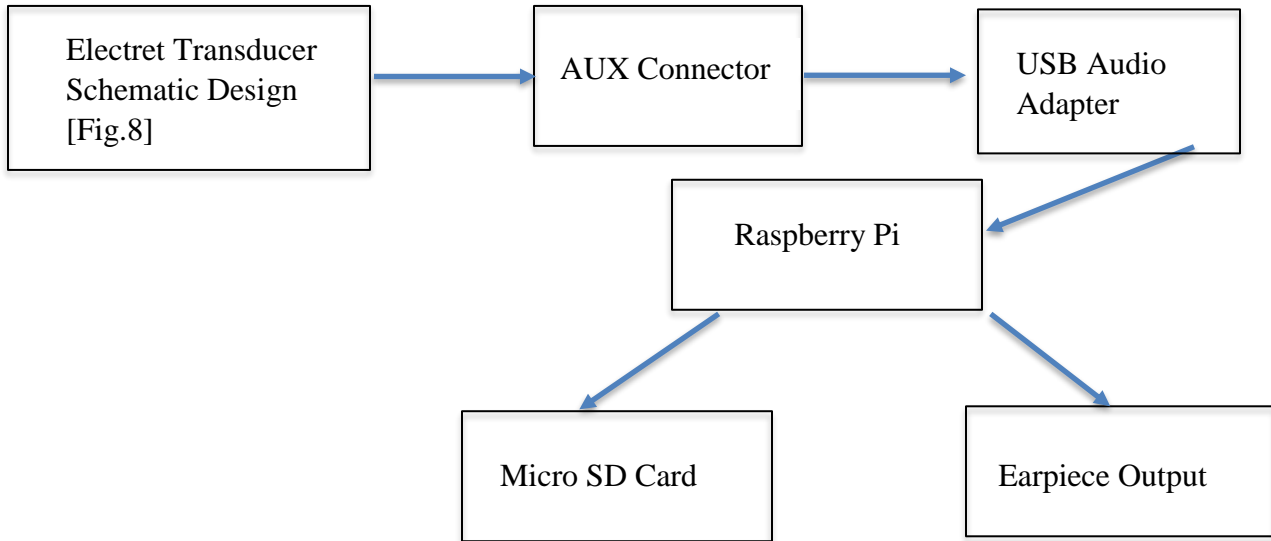 Electret Transducer
Schematic Design
[Fig.8]
AUX Connector
USB Audio
Adapter
Raspberry Pi
Micro SD Card
Earpiece Output